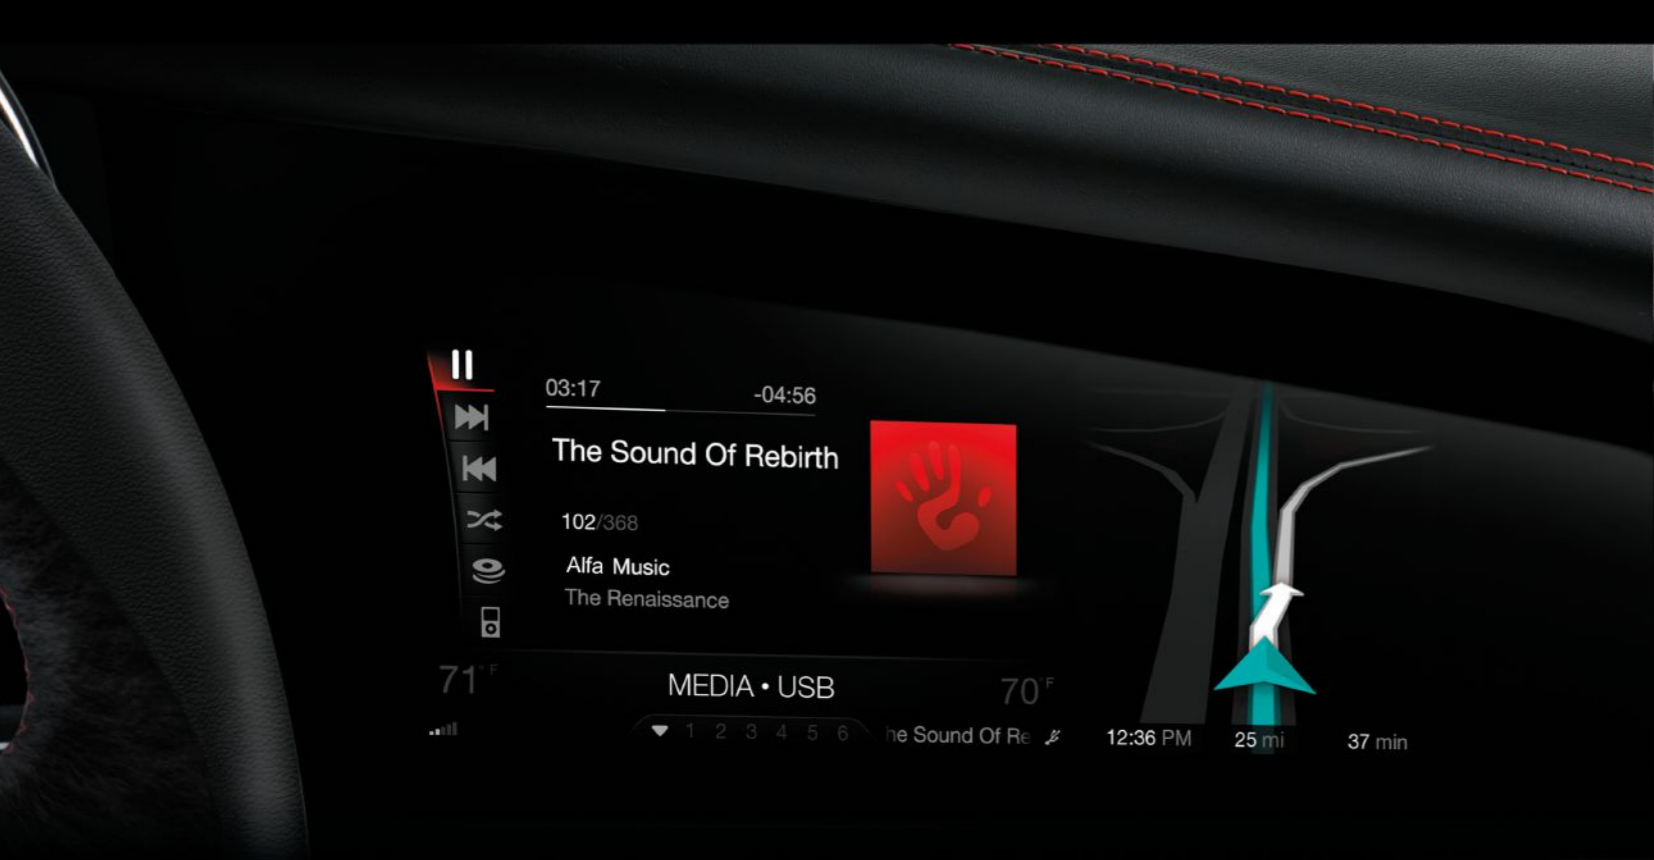 03:17 -04:56
The Sound Of Rebirth
102/368
Alfa Music
The Renaissance
71°F MEDIA • USB 70°F
1 2 3 4 5 6 he Sound Of Re 12:36 PM 25 mi 37 min